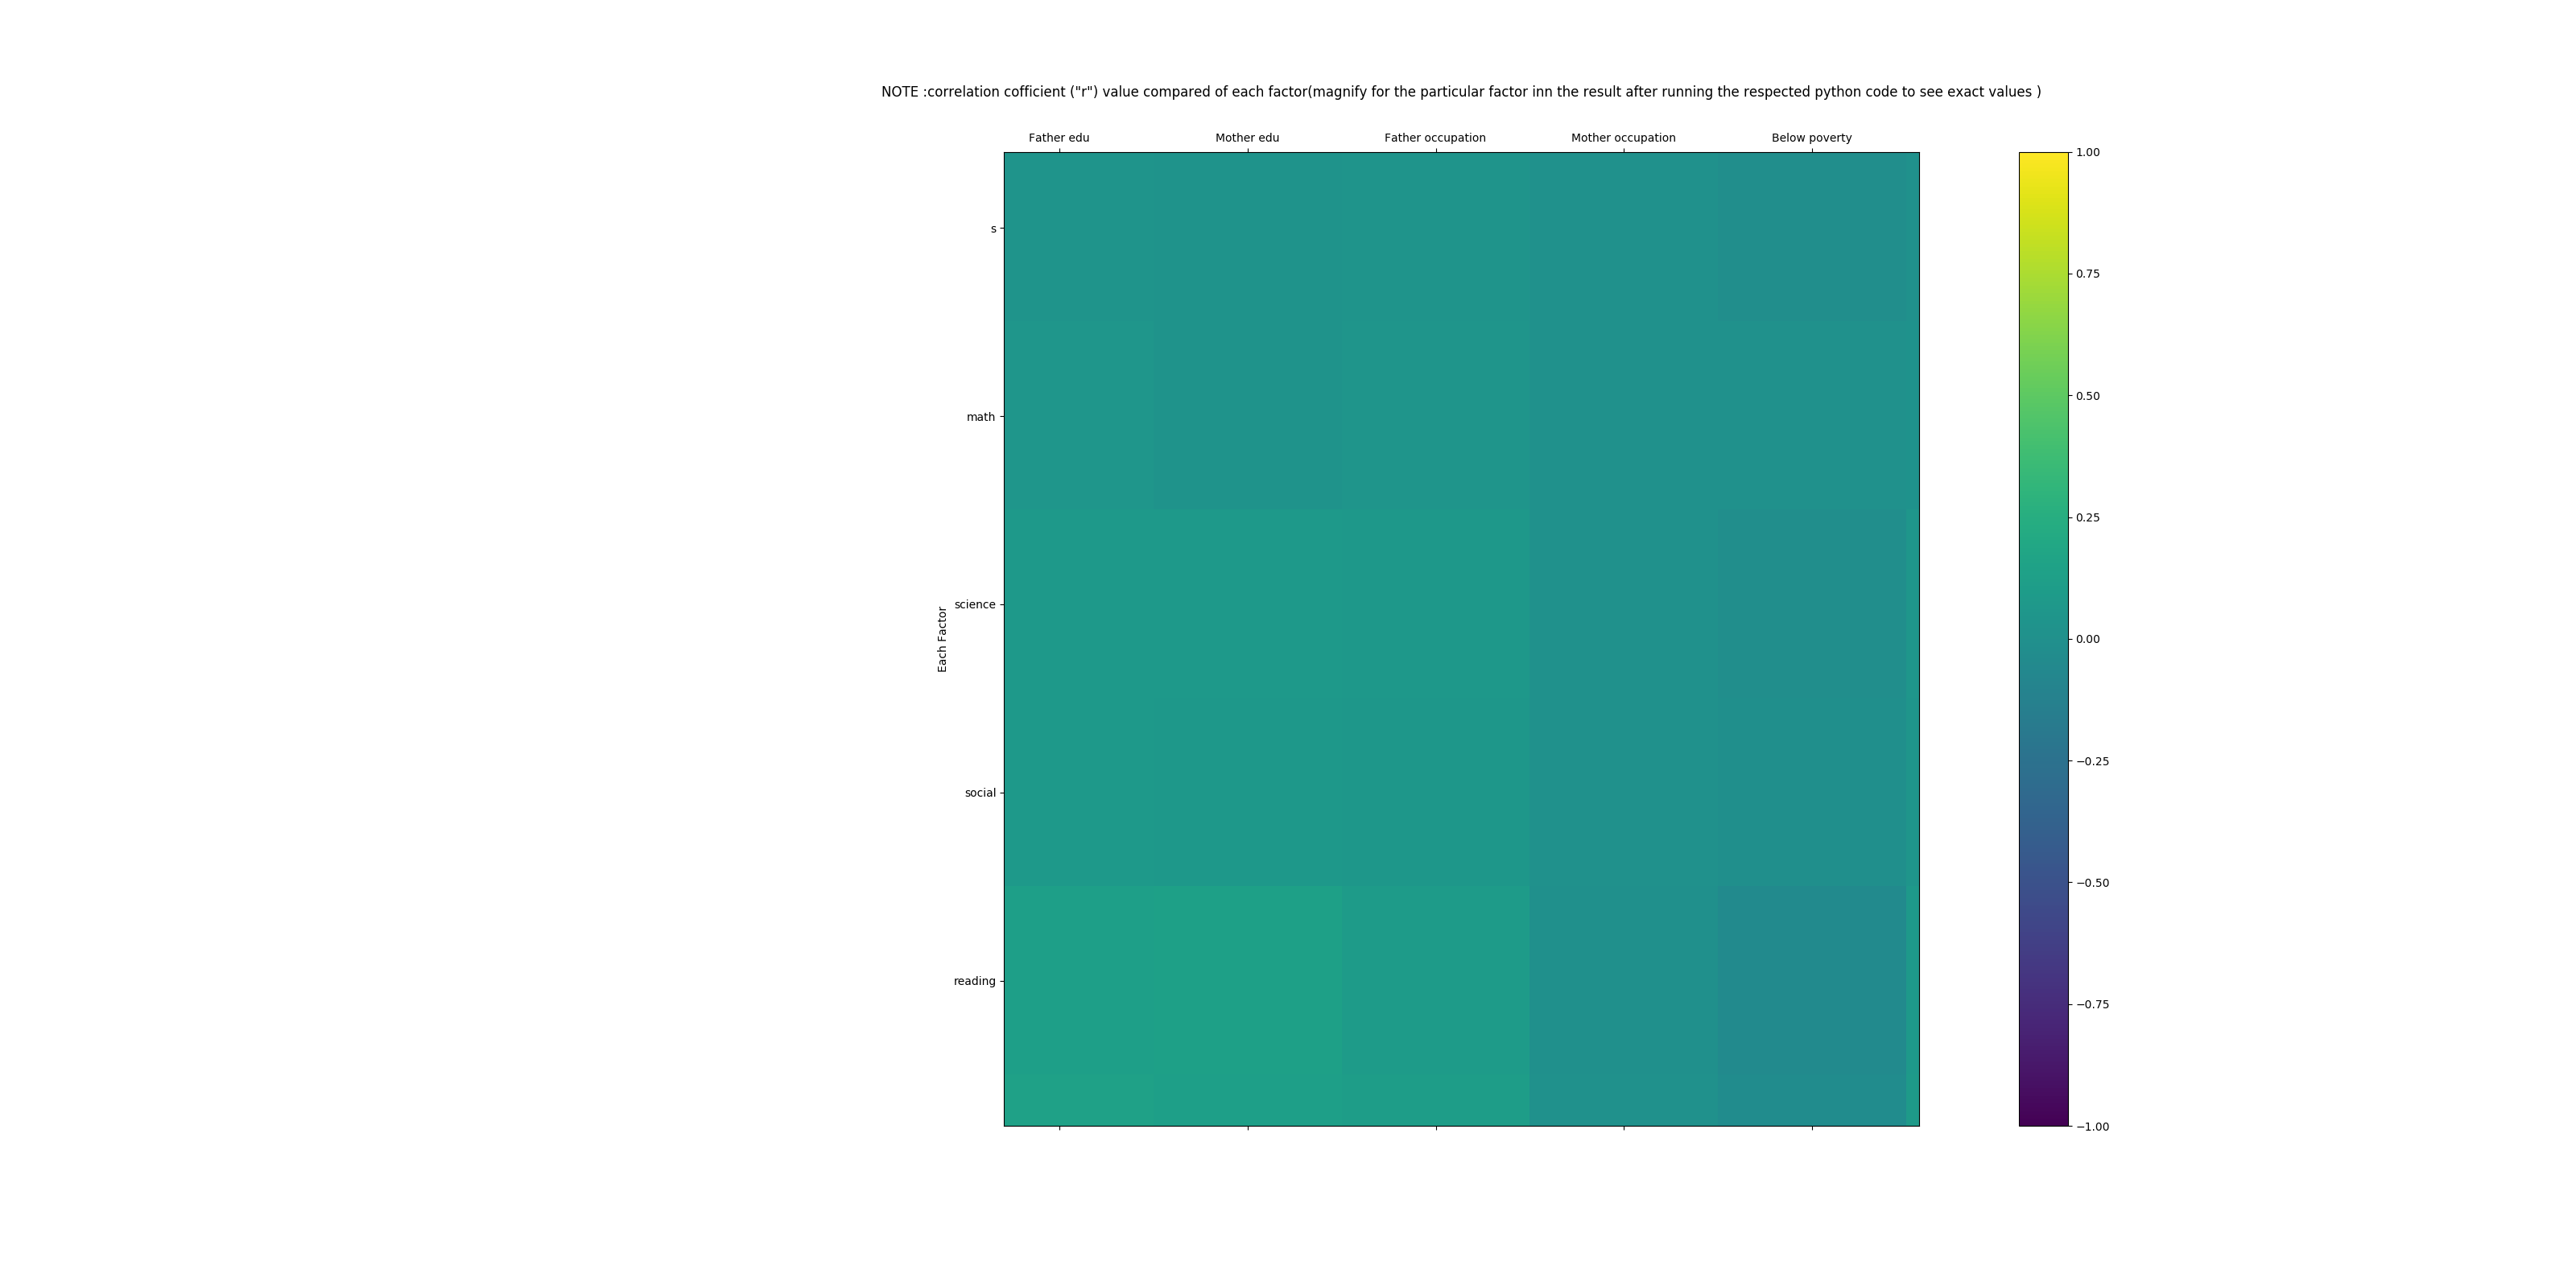 NOTE :correlation cofficient ("r") value compared of each factor(magnify for the particular factor inn the result after running the respected python code to see exact values )
Father edu Mother edu Father occupation Mother occupation Below poverty
s
math
science
social
reading
Each Factor
1.00
0.75
0.50
0.25
0.00
−0.25
−0.50
−0.75
−1.00